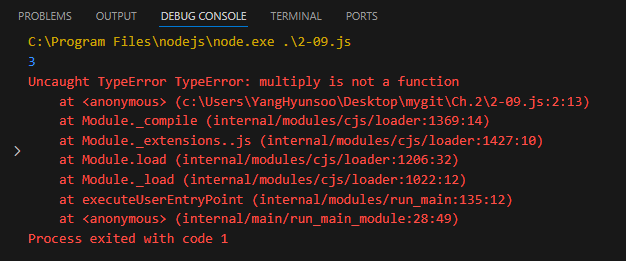 PROBLEMS OUTPUT DEBUG CONSOLE TERMINAL PORTS
C:\Program Files\nodejs\node.exe .\2-09.js
3
Uncaught TypeError TypeError: multiply is not a function
    at <anonymous> (c:\Users\YangHyunsoo\Desktop\mygit\Ch.2\2-09.js:2:13)
    at Module._compile (internal/modules/cjs/loader:1369:14)
    at Module._extensions..js (internal/modules/cjs/loader:1427:10)
    at Module.load (internal/modules/cjs/loader:1206:32)
    at Module._load (internal/modules/cjs/loader:1022:12)
    at executeUserEntryPoint (internal/modules/run_main:135:12)
    at <anonymous> (internal/main/run_main_module:28:49)
Process exited with code 1